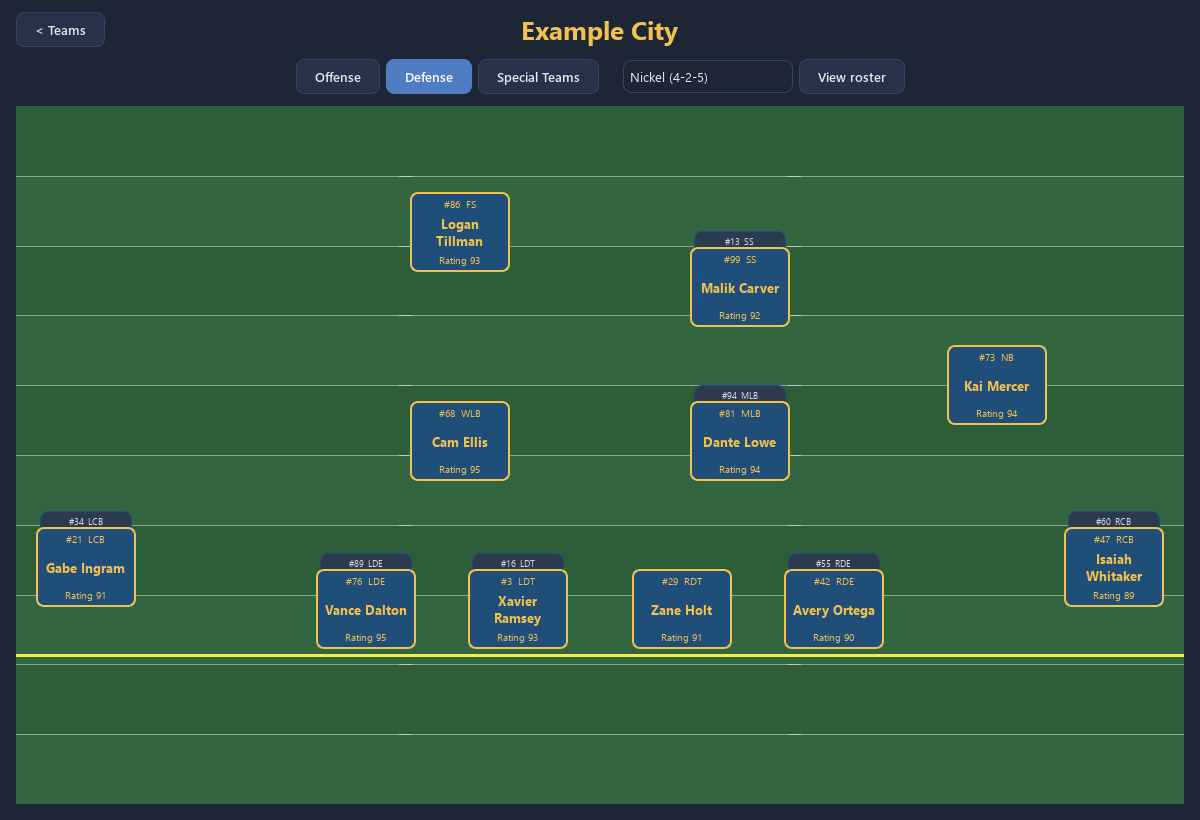 < Teams
Example City
Offense
Defense
Special Teams
Nickel (4-2-5)
View roster
#86 FS
Logan
Tillman
Rating 93
#13 SS
#99 SS
Malik Carver
Rating 92
#73 NB
Kai Mercer
Rating 94
#68 WLB
Cam Ellis
Rating 95
#94 MLB
#81 MLB
Dante Lowe
Rating 94
#34 LCB
#21 LCB
Gabe Ingram
Rating 91
#89 LDE
#76 LDE
Vance Dalton
Rating 95
#16 LDT
#3 LDT
Xavier
Ramsey
Rating 93
#29 RDT
Zane Holt
Rating 91
#55 RDE
#42 RDE
Avery Ortega
Rating 90
#60 RCB
#47 RCB
Isaiah
Whitaker
Rating 89